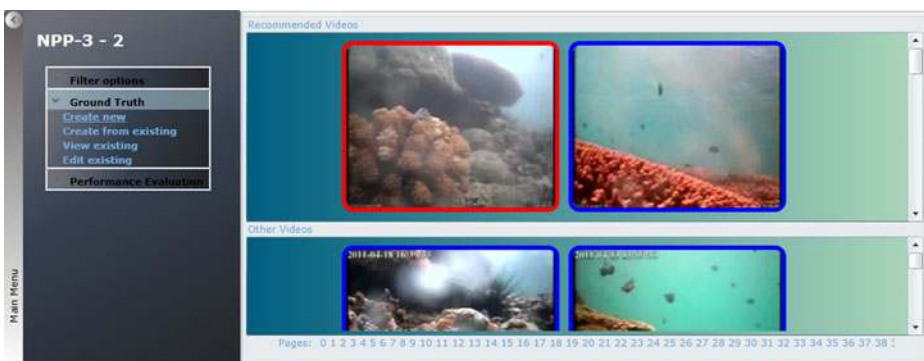 NPP-3 - 2
Filter options
Ground Truth
Create new
Create from existing
View existing
Edit existing
Performance Evaluation
Main Menu
Recommended Videos
Other Videos
Pages: 0 1 2 3 4 5 6 7 8 9 10 11 12 13 14 15 16 17 18 19 20 21 22 23 24 25 26 27 28 29 30 31 32 33 34 35 36 37 38